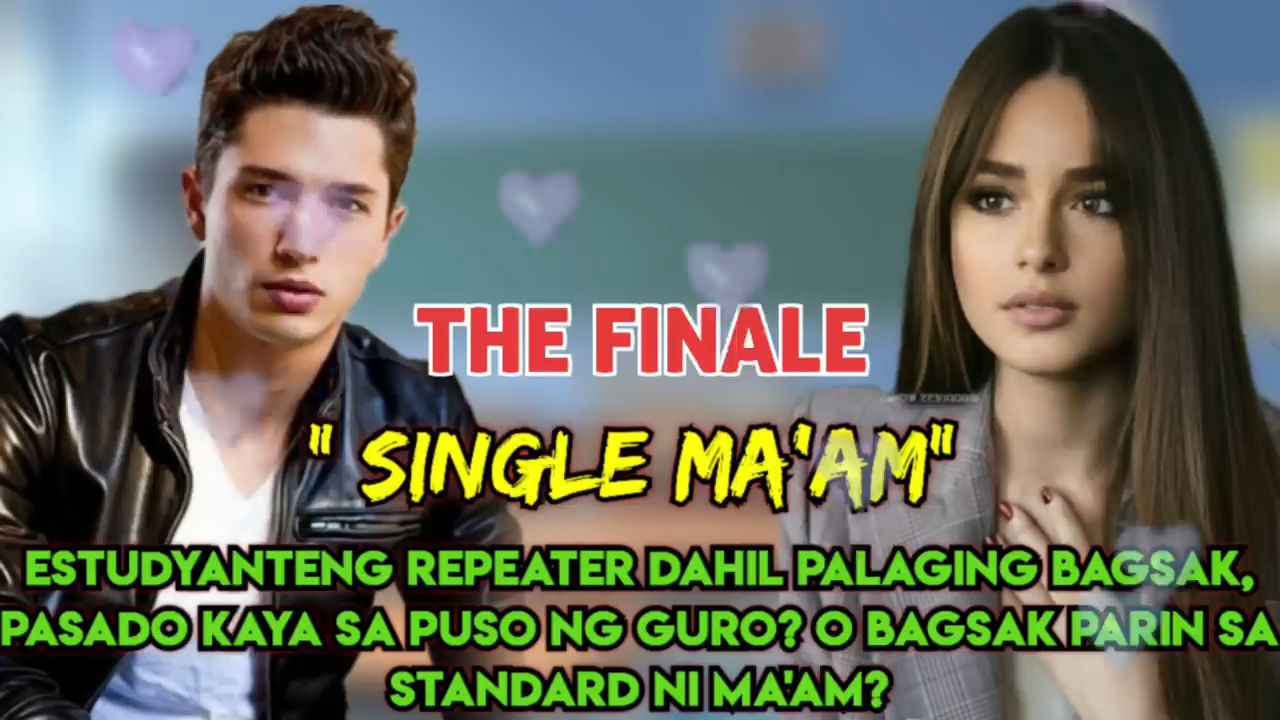 THE FINALE
" SINGLE MA'AM"
ESTUDYANTENG REPEATER DAHIL PALAGING BAGSAK,
PASADO KAYA SA PUSO NG GURO? O BAGSAK PARIN SA
STANDARD NI MA'AM?